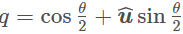 q = cos θ/2 + û sin θ/2